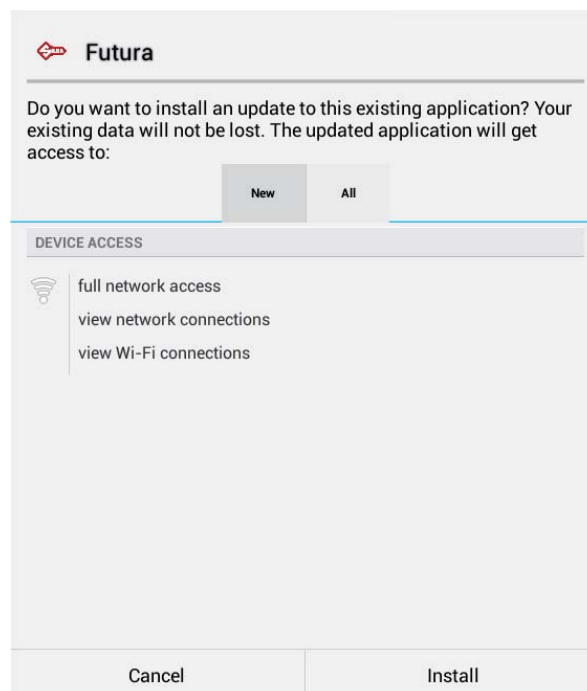 Futura
Do you want to install an update to this existing application? Your
existing data will not be lost. The updated application will get
access to:
New All
DEVICE ACCESS
full network access
view network connections
view Wi-Fi connections
Cancel Install